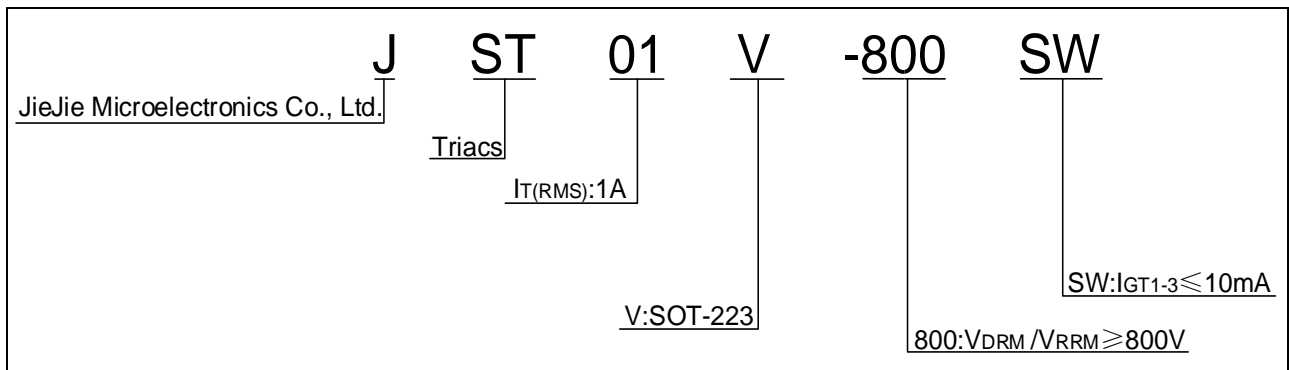 J ST 01 V -800 SW
JieJie Microelectronics Co., Ltd.
Triacs
IT(RMS):1A
SW:IGT1-3≤10mA
V:SOT-223
800:VDRM /VRRM≥800V